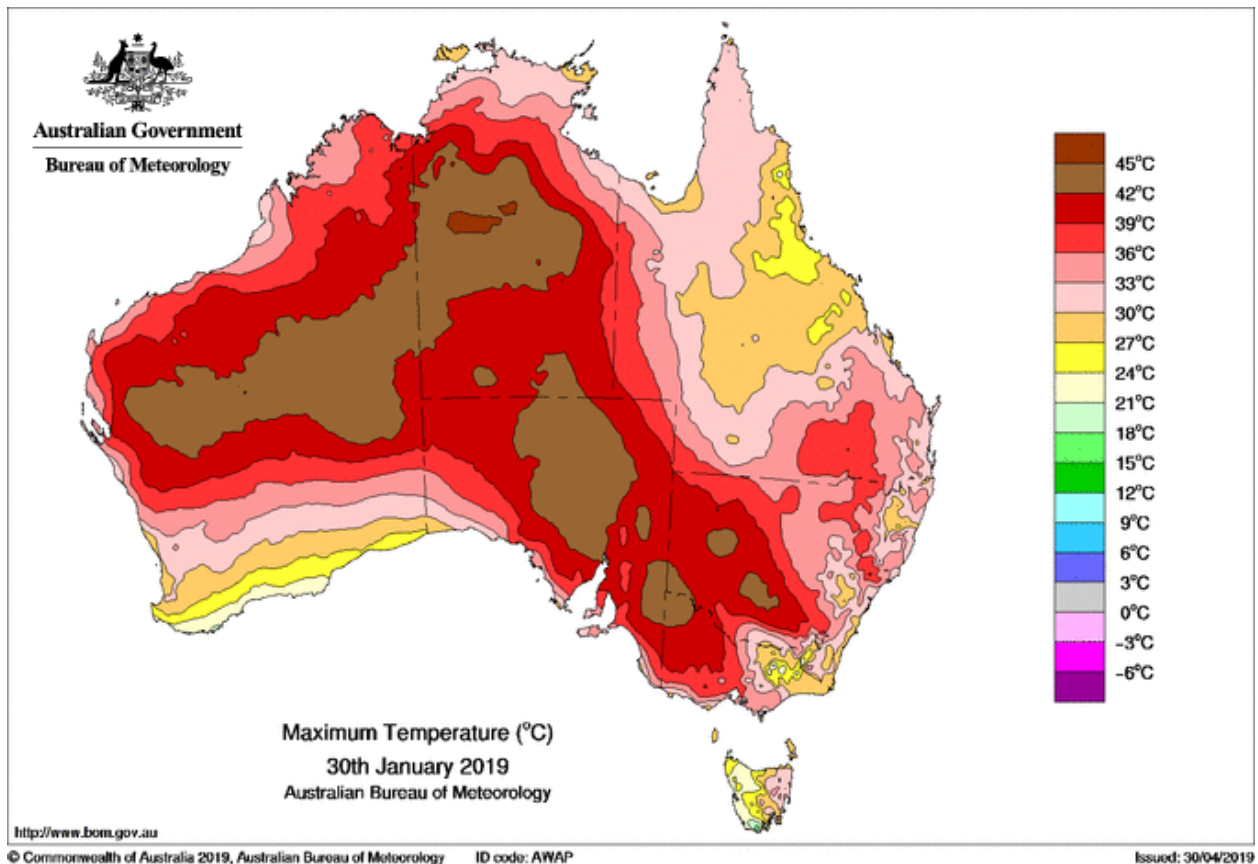 Australian Government
Bureau of Meteorology
45°C
42°C
39°C
36°C
33°C
30°C
27°C
24°C
21°C
18°C
15°C
12°C
9°C
6°C
3°C
0°C
-3°C
-6°C
Maximum Temperature (°C)
30th January 2019
Australian Bureau of Meteorology
http://www.bom.gov.au
© Commonwealth of Australia 2019, Australian Bureau of Meteorology ID code: AWAP Issued: 30/04/2019